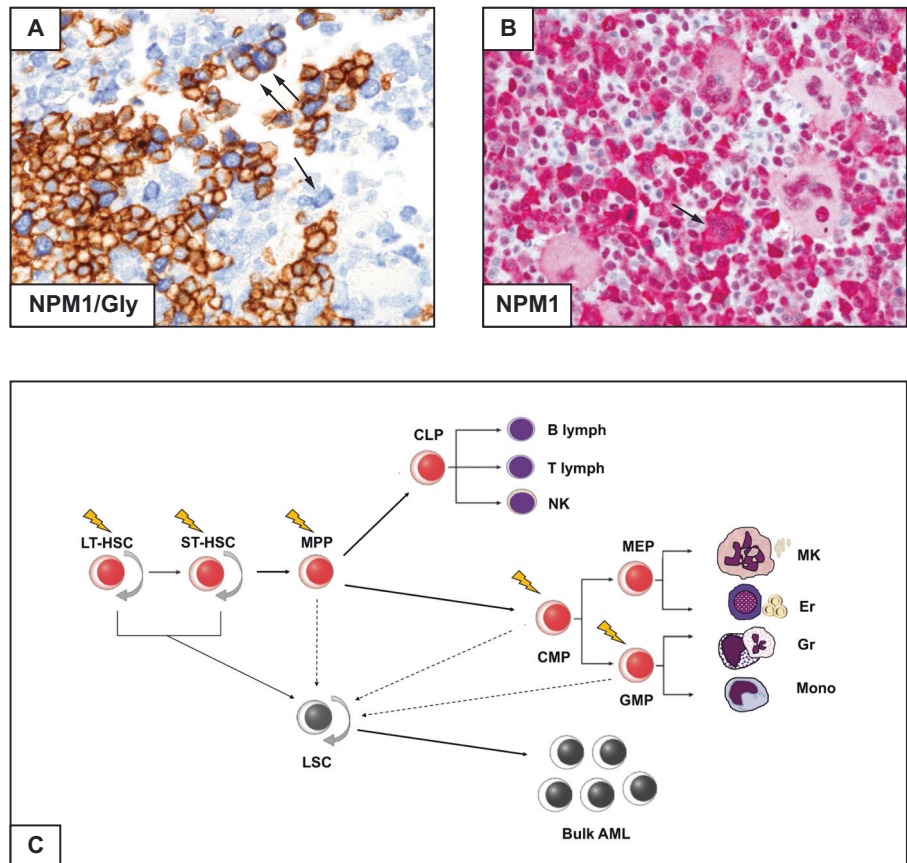 A
NPM1/Gly
B
NPM1
CLP
B lymph
T lymph
NK
LT-HSC
ST-HSC
MPP
MEP
MK
Er
CMP
GMP
Gr
Mono
LSC
Bulk AML
C